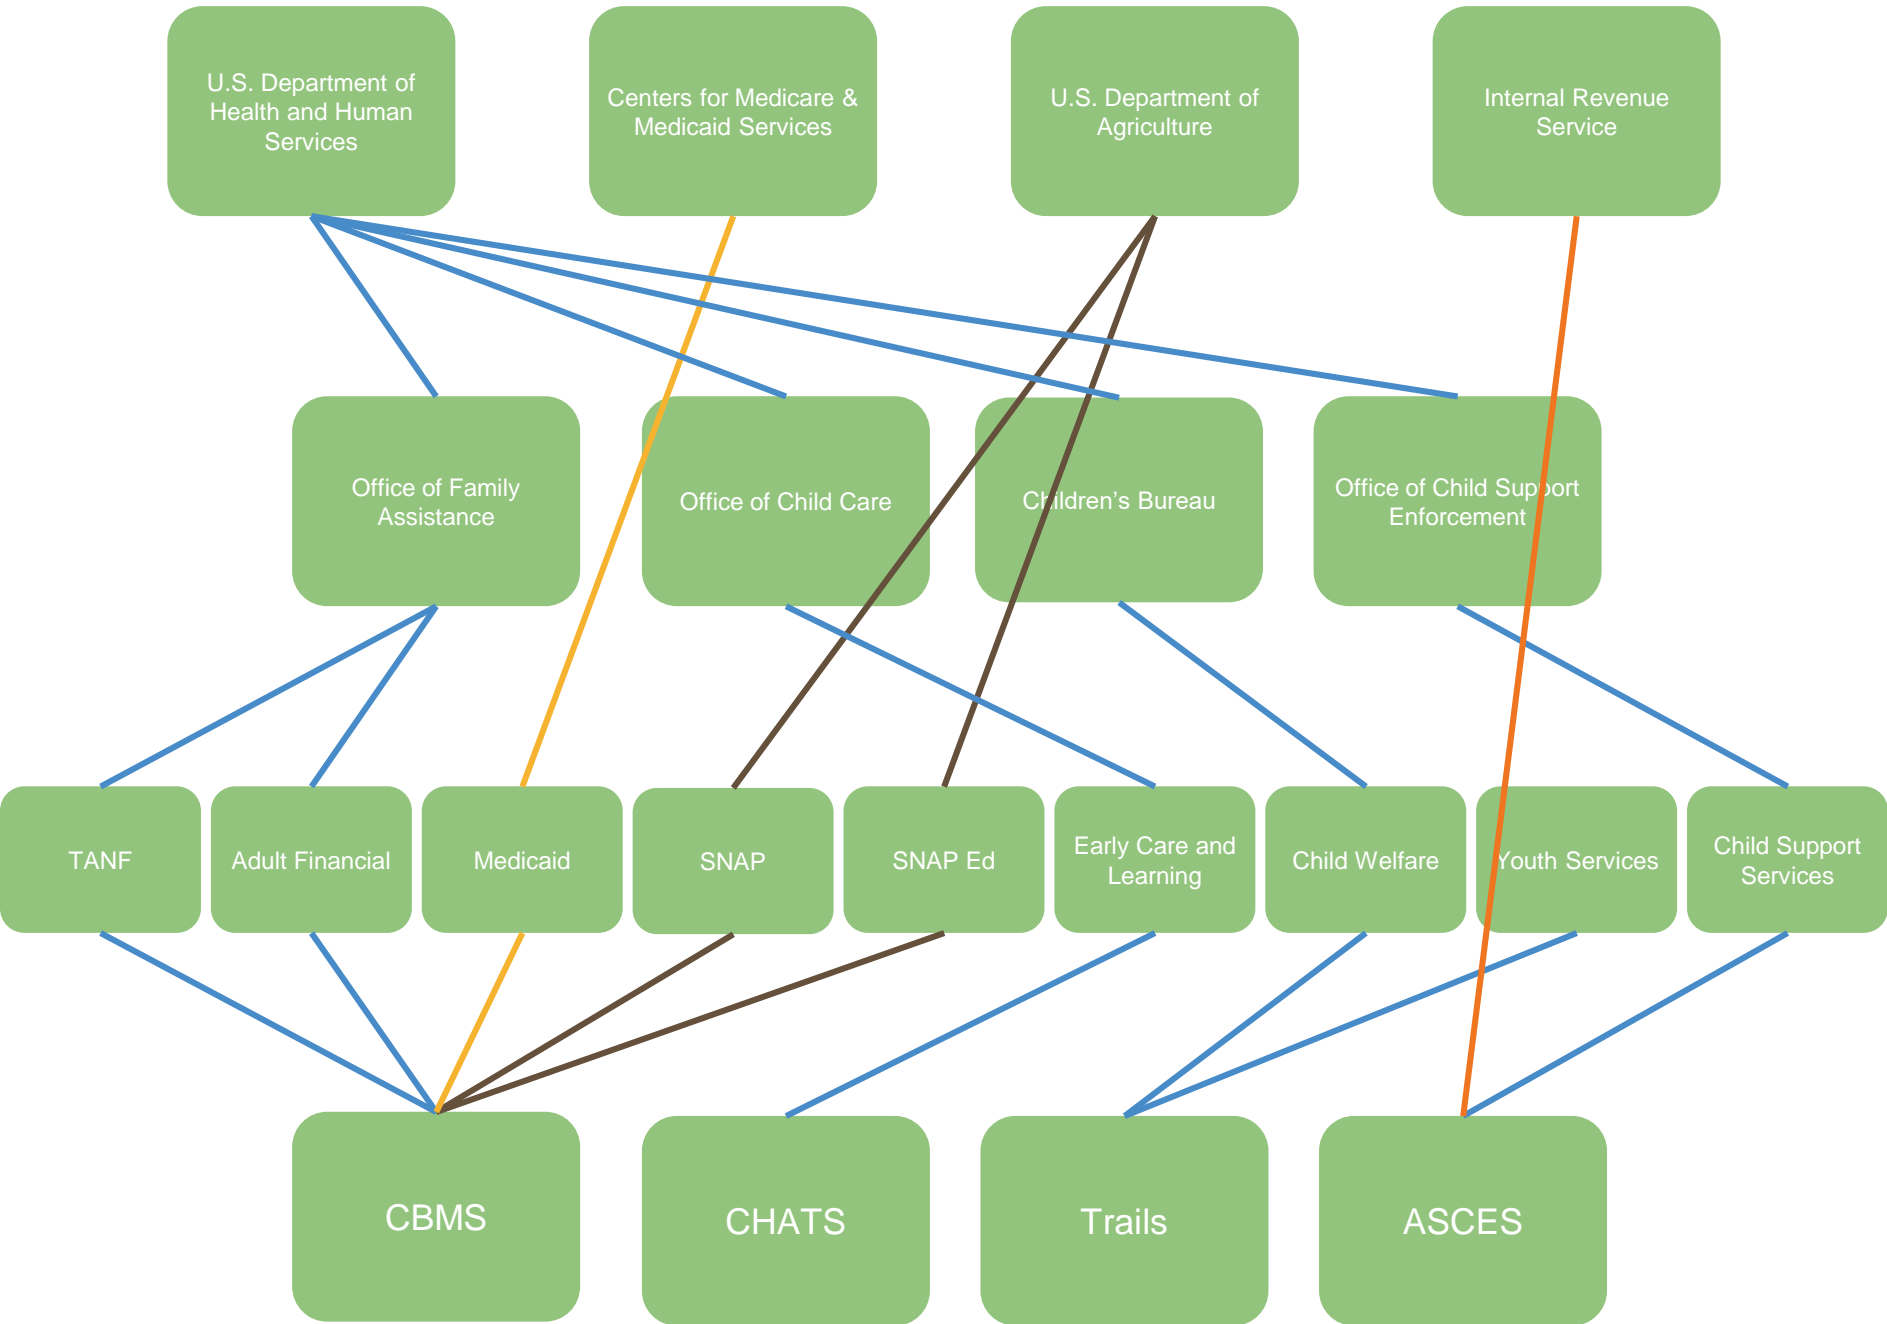 U.S. Department of
Health and Human
Services
Centers for Medicare &
Medicaid Services
U.S. Department of
Agriculture
Internal Revenue
Service
Office of Family
Assistance
Office of Child Care
Children’s Bureau
Office of Child Support
Enforcement
TANF
Adult Financial
Medicaid
SNAP
SNAP Ed
Early Care and
Learning
Child Welfare
Youth Services
Child Support
Services
CBMS
CHATS
Trails
ASCES